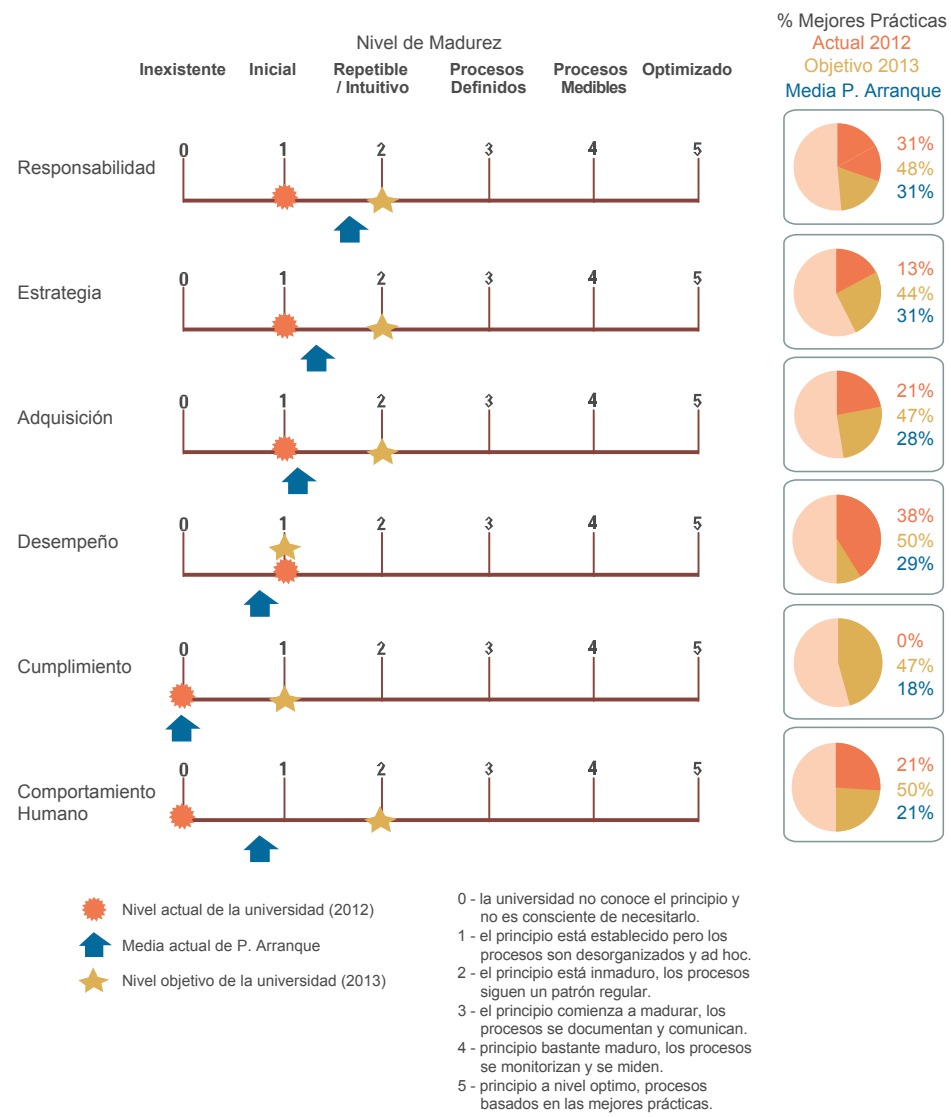 % Mejores Prácticas
Nivel de Madurez
Actual 2012
Objetivo 2013
Media P. Arranque
Inexistente Inicial Repetible Procesos Procesos Optimizado
/ Intuitivo Definidos Medibles
Responsabilidad
0 1 2 3 4 5
31%
48%
31%
Estrategia
0 1 2 3 4 5
13%
44%
31%
Adquisición
0 1 2 3 4 5
21%
47%
28%
Desempeño
0 1 2 3 4 5
38%
50%
29%
Cumplimiento
0 1 2 3 4 5
0%
47%
18%
Comportamiento
Humano
0 1 2 3 4 5
21%
50%
21%
Nivel actual de la universidad (2012)
Media actual de P. Arranque
Nivel objetivo de la universidad (2013)
0 - la universidad no conoce el principio y
no es consciente de necesitarlo.
1 - el principio está establecido pero los
procesos son desorganizados y ad hoc.
2 - el principio está inmaduro, los procesos
siguen un patrón regular.
3 - el principio comienza a madurar, los
procesos se documentan y comunican.
4 - principio bastante maduro, los procesos
se monitorizan y se miden.
5 - principio a nivel optimo, procesos
basados en las mejores prácticas.